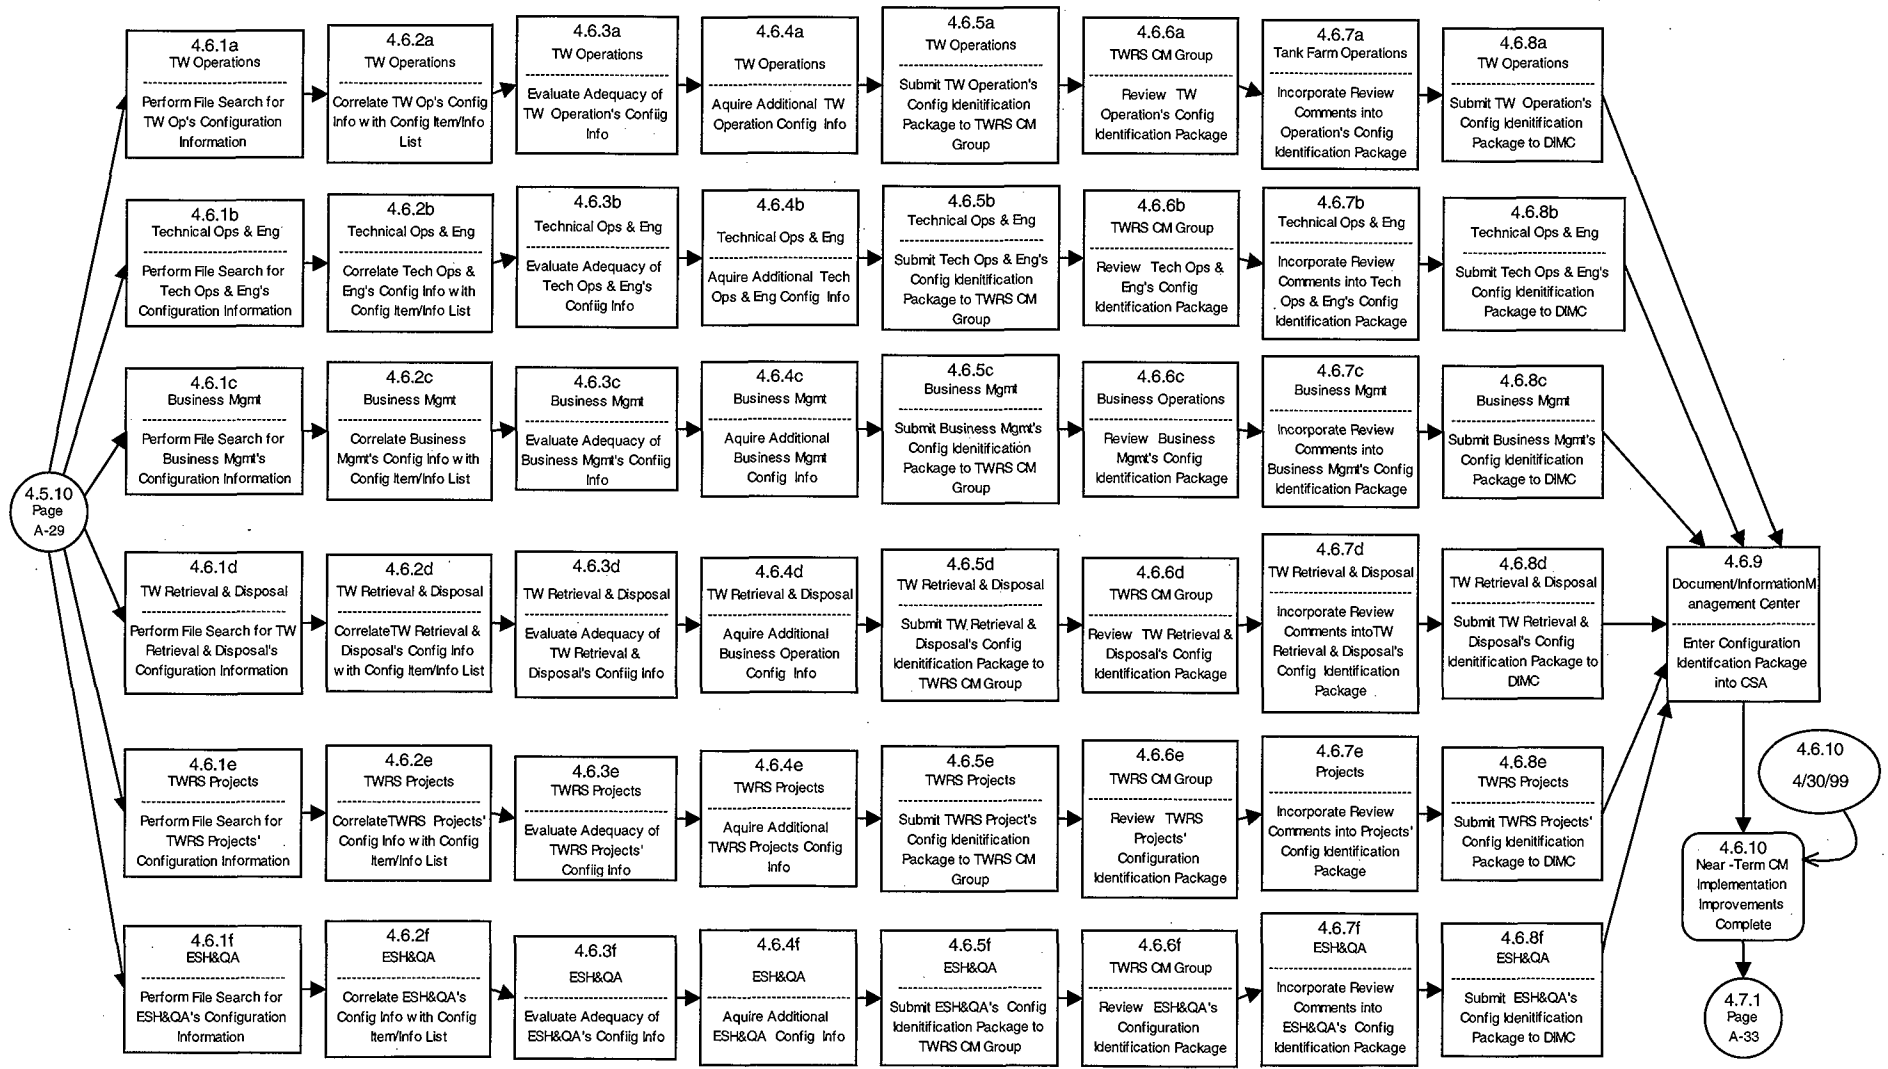 4.6.1a
TW Operations
Perform File Search for
TW Op's Configuration
Information
4.6.2a
TW Operations
Correlate TW Op's Config
Info with Config Item/Info
List
4.6.3a
TW Operations
Evaluate Adequacy of
TW Operation's Confiig
Info
4.6.4a
TW Operations
Aquire Additional TW
Operation Config Info
4.6.5a
TW Operations
Submit TW Operation's
Config Idenitification
Package to TWRS CM
Group
4.6.6a
TWRS CM Group
Review TW
Operation's Config
Identification Package
4.6.7a
Tank Farm Operations
Incorporate Review
Comments into
Operation's Config
Identification Package
4.6.8a
TW Operations
Submit TW Operation's
Config Idenitification
Package to DIMC
4.6.1b
Technical Ops & Eng
Perform File Search for
Tech Ops & Eng's
Configuration Information
4.6.2b
Technical Ops & Eng
Correlate Tech Ops &
Eng's Config Info with
Config Item/Info List
4.6.3b
Technical Ops & Eng
Evaluate Adequacy of
Tech Ops & Eng's
Confiig Info
4.6.4b
Technical Ops & Eng
Aquire Additional Tech
Ops & Eng Config Info
4.6.5b
Technical Ops & Eng
Submit Tech Ops & Eng's
Config Idenitification
Package to TWRS CM
Group
4.6.6b
TWRS CM Group
Review Tech Ops &
Eng's Config
Identification Package
4.6.7b
Technical Ops & Eng
Incorporate Review
Comments into Tech
Ops & Eng's Config
Identification Package
4.6.8b
Technical Ops & Eng
Submit Tech Ops & Eng's
Config Idenitification
Package to DIMC
4.6.1c
Business Mgmt
Perform File Search for
Business Mgmt's
Configuration Information
4.6.2c
Business Mgmt
Correlate Business
Mgmt's Config Info with
Config Item/Info List
4.6.3c
Business Mgmt
Evaluate Adequacy of
Business Mgmt's Confiig
Info
4.6.4c
Business Mgmt
Aquire Additional
Business Mgmt
Config Info
4.6.5c
Business Mgmt
Submit Business Mgmt's
Config Idenitification
Package to TWRS CM
Group
4.6.6c
Business Operations
Review Business
Mgmt's Config
Identification Package
4.6.7c
Business Mgmt
Incorporate Review
Comments into
Business Mgmt's Config
Identification Package
4.6.8c
Business Mgmt
Submit Business Mgmt's
Config Idenitification
Package to DIMC
4.5.10
Page
A-29
4.6.1d
TW Retrieval & Disposal
Perform File Search for TW
Retrieval & Disposal's
Configuration Information
4.6.2d
TW Retrieval & Disposal
CorrelateTW Retrieval &
Disposal's Config Info
with Config Item/Info List
4.6.3d
TW Retrieval & Disposal
Evaluate Adequacy of
TW Retrieval &
Disposal's Confiig Info
4.6.4d
TW Retrieval & Disposal
Aquire Additional
Business Operation
Config Info
4.6.5d
TW Retrieval & Disposal
Submit TW Retrieval &
Disposal's Config
Idenitification Package to
TWRS CM Group
4.6.6d
TWRS CM Group
Review TW Retrieval &
Disposal's Config
Identification Package
4.6.7d
TW Retrieval & Disposal
Incorporate Review
Comments intoTW
Retrieval & Disposal's
Config Identification
Package
4.6.8d
TW Retrieval & Disposal
Submit TW Retrieval &
Disposal's Config
Idenitification Package to
DIMC
4.6.9
Document/InformationM
anagement Center
Enter Configuration
Identifcation Package
into CSA
4.6.1e
TWRS Projects
Perform File Search for
TWRS Projects'
Configuration Information
4.6.2e
TWRS Projects
CorrelateTWRS Projects'
Config Info with Config
Item/Info List
4.6.3e
TWRS Projects
Evaluate Adequacy of
TWRS Projects'
Confiig Info
4.6.4e
TWRS Projects
Aquire Additional
TWRS Projects Config
Info
4.6.5e
TWRS Projects
Submit TWRS Project's
Config Idenitification
Package to TWRS CM
Group
4.6.6e
TWRS CM Group
Review TWRS
Projects'
Configuration
Identification Package
4.6.7e
Projects
Incorporate Review
Comments into Projects'
Config Identification
Package
4.6.8e
TWRS Projects
Submit TWRS Projects'
Config Idenitification
Package to DIMC
4.6.10
4/30/99
4.6.10
Near -Term CM
Implementation
Improvements
Complete
4.6.1f
ESH&QA
Perform File Search for
ESH&QA's Configuration
Information
4.6.2f
ESH&QA
Correlate ESH&QA's
Config Info with Config
Item/Info List
4.6.3f
ESH&QA
Evaluate Adequacy of
ESH&QA's Confiig Info
4.6.4f
ESH&QA
Aquire Additional
ESH&QA Config Info
4.6.5f
ESH&QA
Submit ESH&QA's Config
Idenitification Package to
TWRS CM Group
4.6.6f
TWRS CM Group
Review ESH&QA's
Configuration
Identification Package
4.6.7f
ESH&QA
Incorporate Review
Comments into
ESH&QA's Config
Identification Package
4.6.8f
ESH&QA
Submit ESH&QA's
Config Idenitification
Package to DIMC
4.7.1
Page
A-33